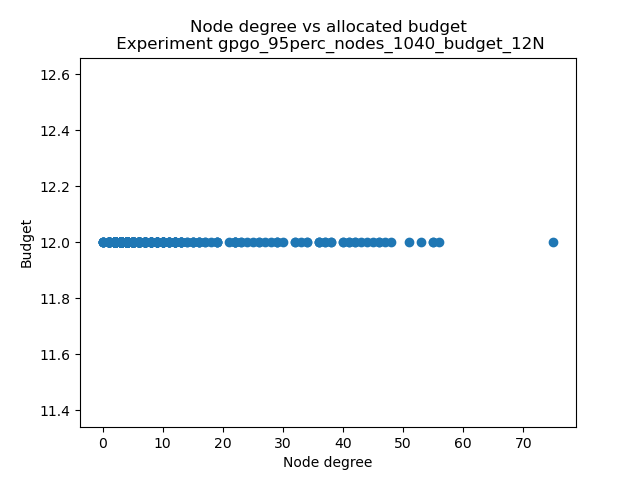 Node degree vs allocated budget
Experiment gpgo_95perc_nodes_1040_budget_12N
12.6
12.4
12.2
12.0
11.8
11.6
11.4
Budget
0 10 20 30 40 50 60 70
Node degree